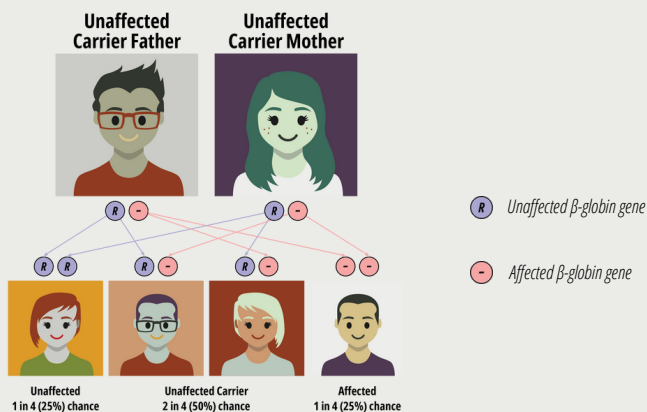 Unaffected
Carrier Father
Unaffected
Carrier Mother
R - R -
R Unaffected β-globin gene
R R R - R - - -
- Affected β-globin gene
Unaffected
1 in 4 (25%) chance
Unaffected Carrier
2 in 4 (50%) chance
Affected
1 in 4 (25%) chance